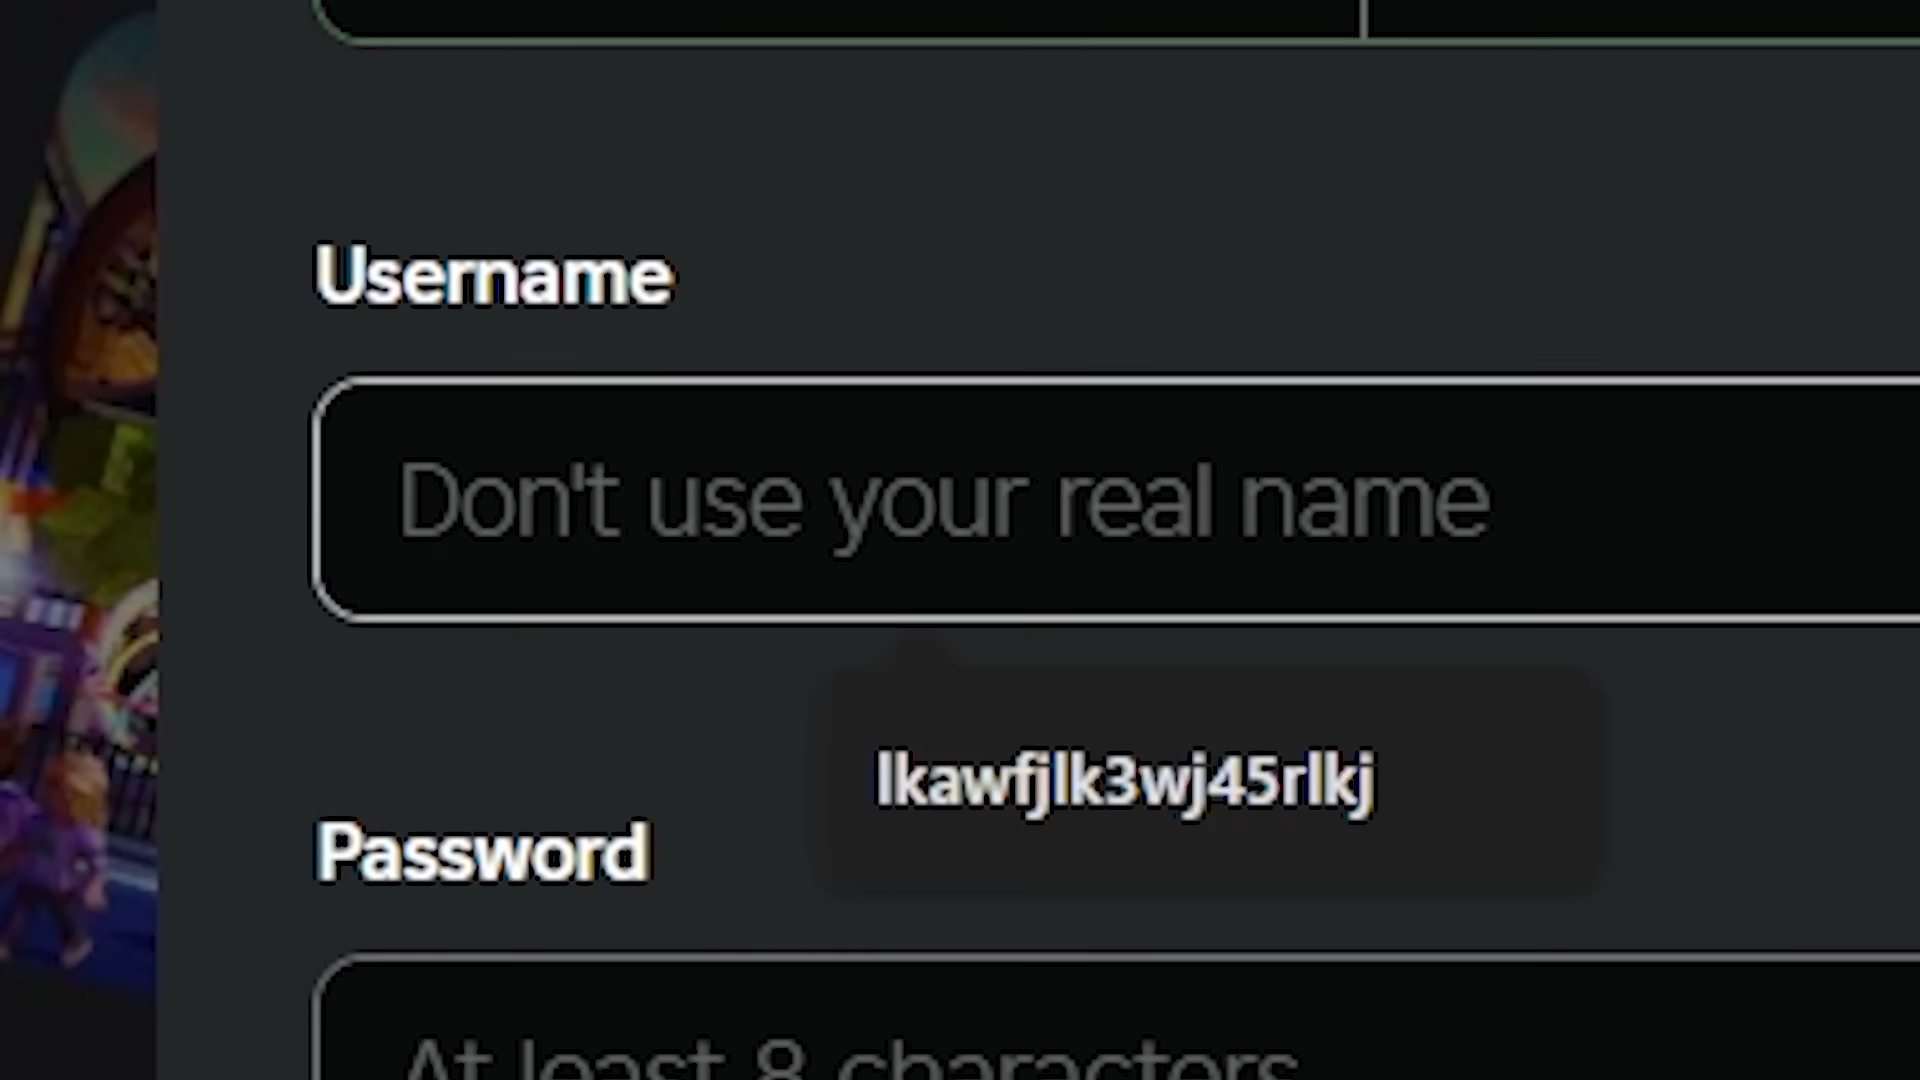 Username
Don't use your real name
lkawfjlk3wj45rlkj
Password
At least 8 characters